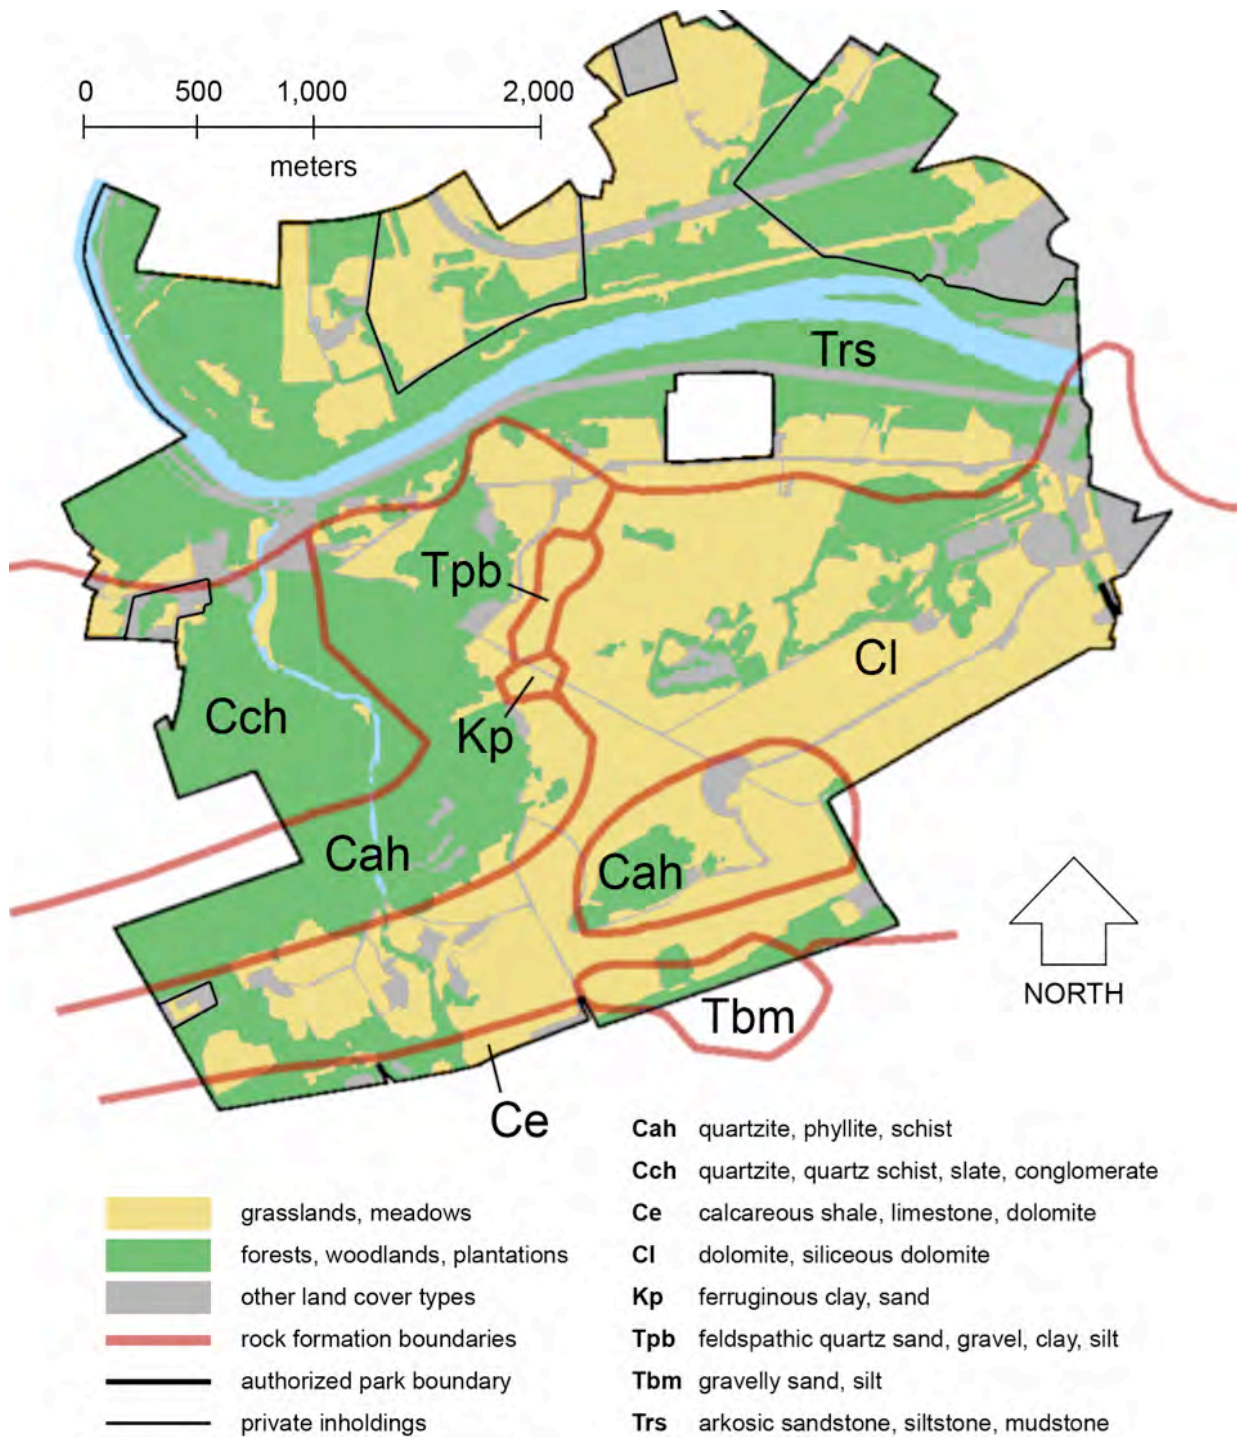 0 500 1,000 2,000
meters
Trs
Tpb
Cl
Cch
Kp
Cah
Cah
NORTH
Tbm
Ce
grasslands, meadows
forests, woodlands, plantations
other land cover types
rock formation boundaries
authorized park boundary
private inholdings
Cah quartzite, phyllite, schist
Cch quartzite, quartz schist, slate, conglomerate
Ce calcareous shale, limestone, dolomite
Cl dolomite, siliceous dolomite
Kp ferruginous clay, sand
Tpb feldspathic quartz sand, gravel, clay, silt
Tbm gravelly sand, silt
Trs arkosic sandstone, siltstone, mudstone